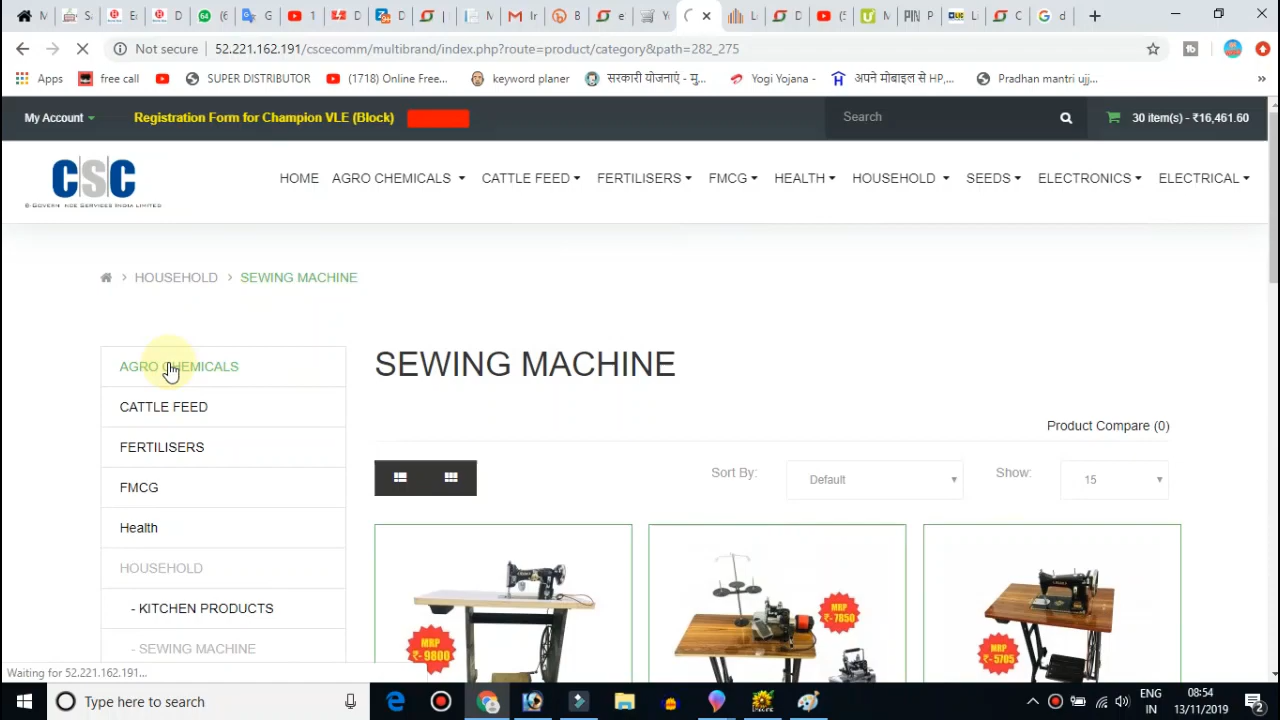 Not secure 52.221.162.191/cscecomm/multibrand/index.php?route=product/category&path=282_275
Apps free call (1718) Online Free... SUPER DISTRIBUTOR keyword planer सरकारी योजनाएं - मु... Yogi Yojana - अपने मोबाइल से HP,... Pradhan mantri ujj... »
My Account Registration Form for Champion VLE (Block) Search 30 item(s) - ₹16,461.60
CSC
HOME AGRO CHEMICALS CATTLE FEED FERTILISERS FMCG HEALTH HOUSEHOLD SEEDS ELECTRONICS ELECTRICAL
SERVICES INDIA LIMITED
HOUSEHOLD > SEWING MACHINE
AGRO CHEMICALS
CATTLE FEED
FERTILISERS
FMCG
Health
HOUSEHOLD
- KITCHEN PRODUCTS
- SEWING MACHINE
SEWING MACHINE
Product Compare (0)
Sort By: Default Show: 15
MRP ₹-9800
MRP ₹-7850
MRP ₹-5705
Waiting for 52.221.162.191...
Type here to search
ENG 08:54
IN 13/11/2019 2